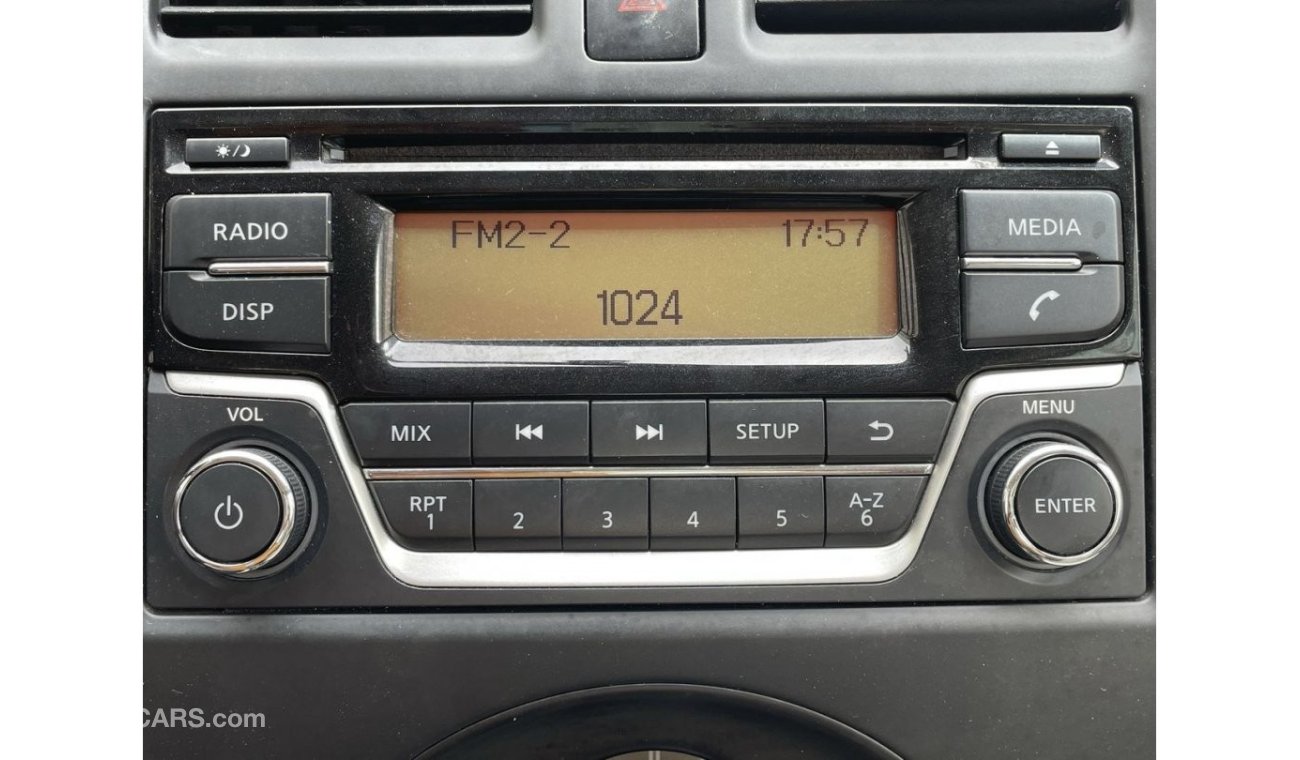 RADIO
DISP
FM2-2 17:57
1024
MEDIA
VOL
MENU
MIX
SETUP
RPT
1
2
3
4
5
A-Z
6
ENTER
CARS.com